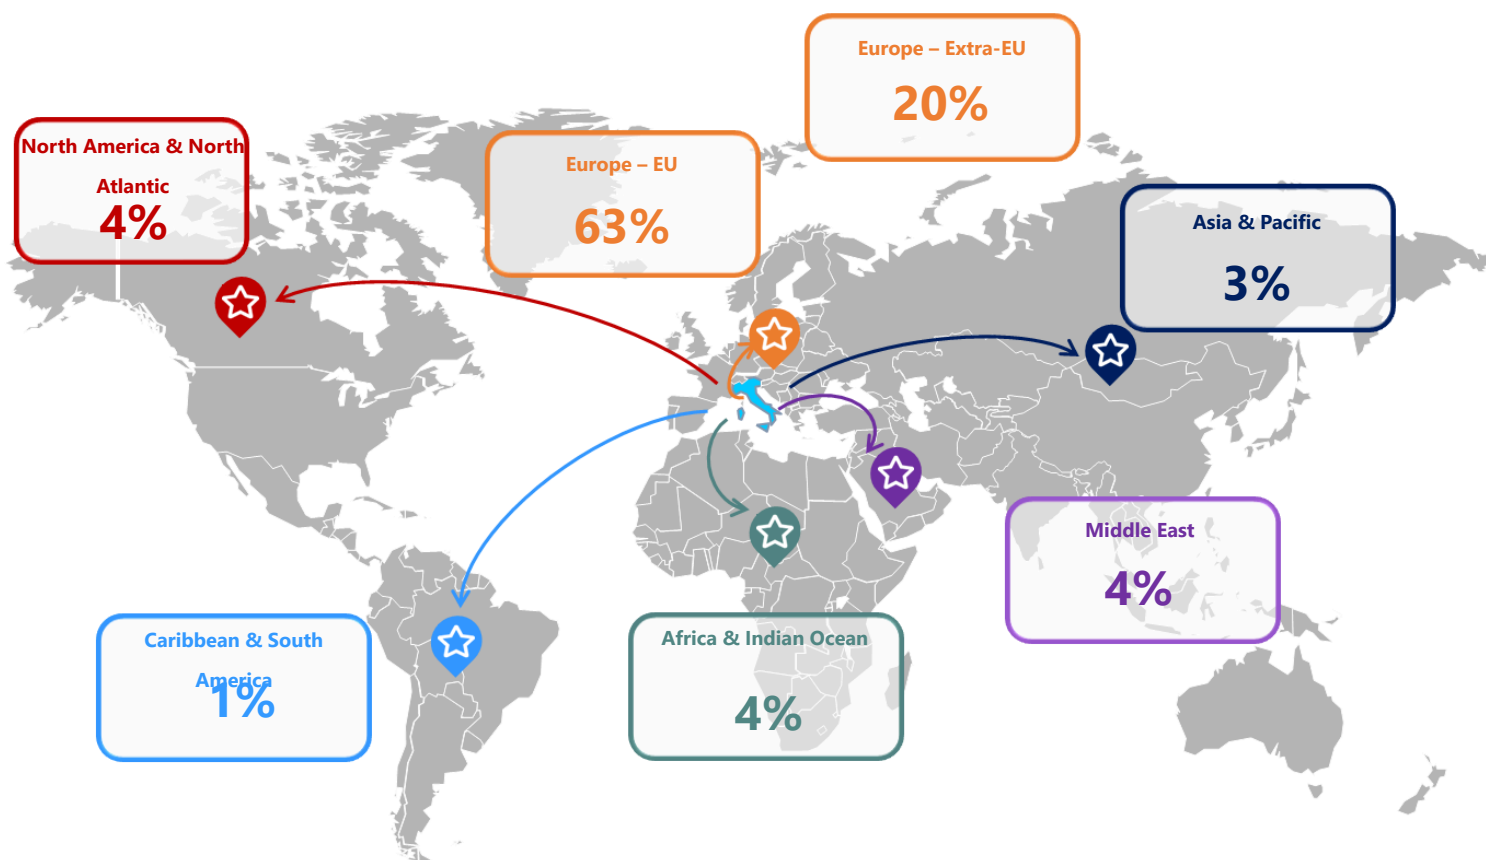 Europe – Extra-EU
20%
North America & North
Atlantic
4%
Europe – EU
63%
Asia & Pacific
3%
Middle East
4%
Caribbean & South
America
1%
Africa & Indian Ocean
4%